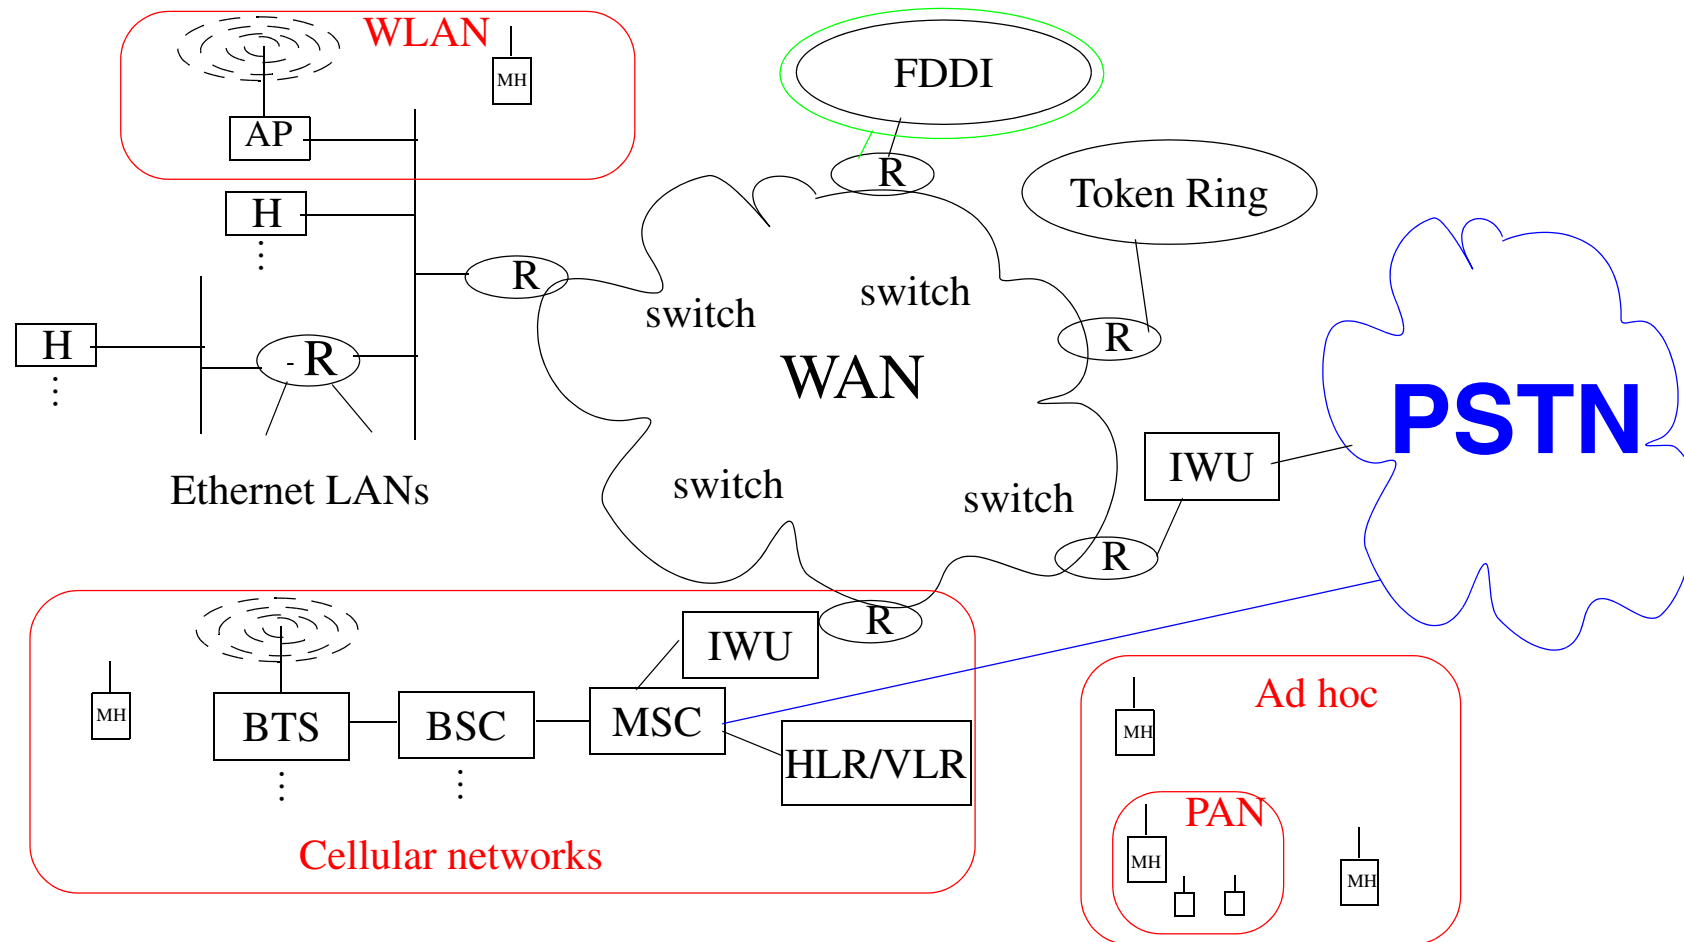 WLAN
MH
FDDI
AP
R
Token Ring
H
⋮
R
switch
switch
R
H
⋮
- R
WAN
PSTN
IWU
Ethernet LANs
switch
switch
R
R
IWU
MH
BTS
BSC
MSC
HLR/VLR
⋮
⋮
Cellular networks
Ad hoc
MH
PAN
MH
MH